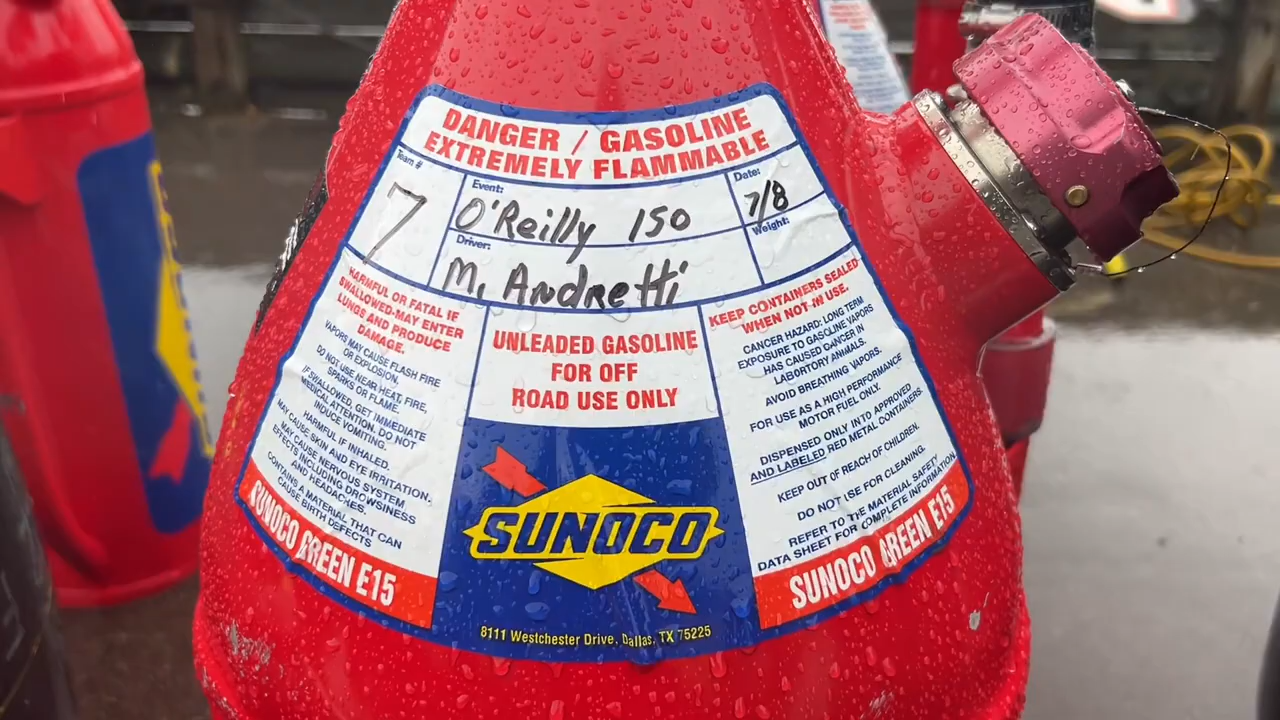 DANGER / GASOLINE
EXTREMELY FLAMMABLE
Team #
7
Event:
O'Reilly 150
Date:
7/8
Driver:
M. Andretti
Weight:
HARMFUL OR FATAL IF
SWALLOWED-MAY ENTER
LUNGS AND PRODUCE
DAMAGE.
VAPORS MAY CAUSE FLASH FIRE
OR EXPLOSION.
DO NOT USE NEAR HEAT, FIRE,
SPARKS OR FLAME.
IF SWALLOWED, GET IMMEDIATE
MEDICAL ATTENTION. DO NOT
INDUCE VOMITING.
HARMFUL IF INHALED.
MAY CAUSE SKIN AND EYE IRRITATION.
MAY CAUSE NERVOUS SYSTEM
EFFECTS INCLUDING DROWSINESS
AND HEADACHES.
CONTAINS A MATERIAL THAT CAN
CAUSE BIRTH DEFECTS
SUNOCO GREEN E15
UNLEADED GASOLINE
FOR OFF
ROAD USE ONLY
SUNOCO
8111 Westchester Drive, Dallas, TX 75225
KEEP CONTAINERS SEALED
WHEN NOT IN USE.
CANCER HAZARD: LONG TERM
EXPOSURE TO GASOLINE VAPORS
HAS CAUSED CANCER IN
LABORTORY ANIMALS.
AVOID BREATHING VAPORS.
FOR USE AS A HIGH PERFORMANCE
MOTOR FUEL ONLY.
DISPENSED ONLY INTO APPROVED
AND LABELED RED METAL CONTAINERS.
KEEP OUT OF REACH OF CHILDREN.
DO NOT USE FOR CLEANING.
REFER TO THE MATERIAL SAFETY
DATA SHEET FOR COMPLETE INFORMATION
SUNOCO GREEN E15